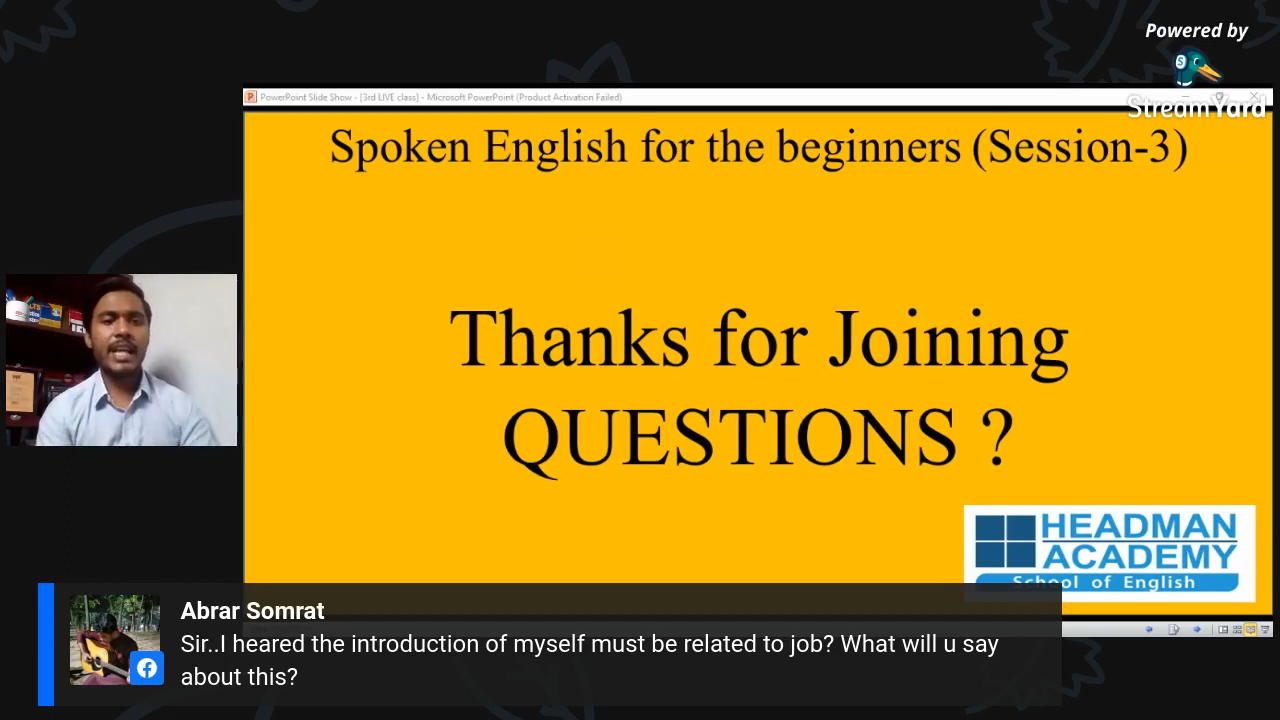 Powered by
StreamYard
PowerPoint Slide Show - [3rd LIVE class] - Microsoft PowerPoint (Product Activation Failed)
Spoken English for the beginners (Session-3)
Thanks for Joining
QUESTIONS ?
HEADMAN
ACADEMY
School of English
Abrar Somrat
Sir..I heared the introduction of myself must be related to job? What will u say
about this?